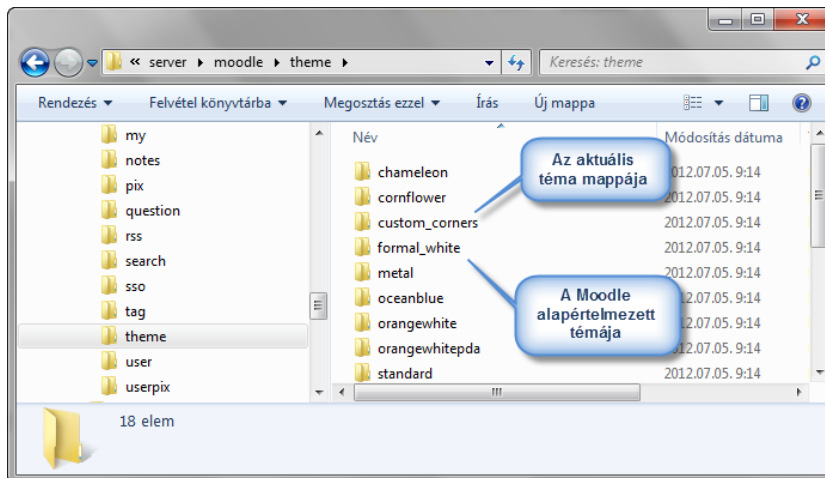 « server ▸ moodle ▸ theme ▸
Keresés: theme
Rendezés Felvétel könyvtárba Megosztás ezzel Írás Új mappa
my
notes
pix
question
rss
search
sso
tag
theme
user
userpix
Név Módosítás dátuma
chameleon 2012.07.05. 9:14
cornflower 2012.07.05. 9:14
custom_corners 2012.07.05. 9:14
formal_white 2012.07.05. 9:14
metal 2012.07.05. 9:14
oceanblue 2012.07.05. 9:14
orangewhite 2012.07.05. 9:14
orangewhitepda 2012.07.05. 9:14
standard 2012.07.05. 9:14
Az aktuális
téma mappája
A Moodle
alapértelmezett
témája
18 elem